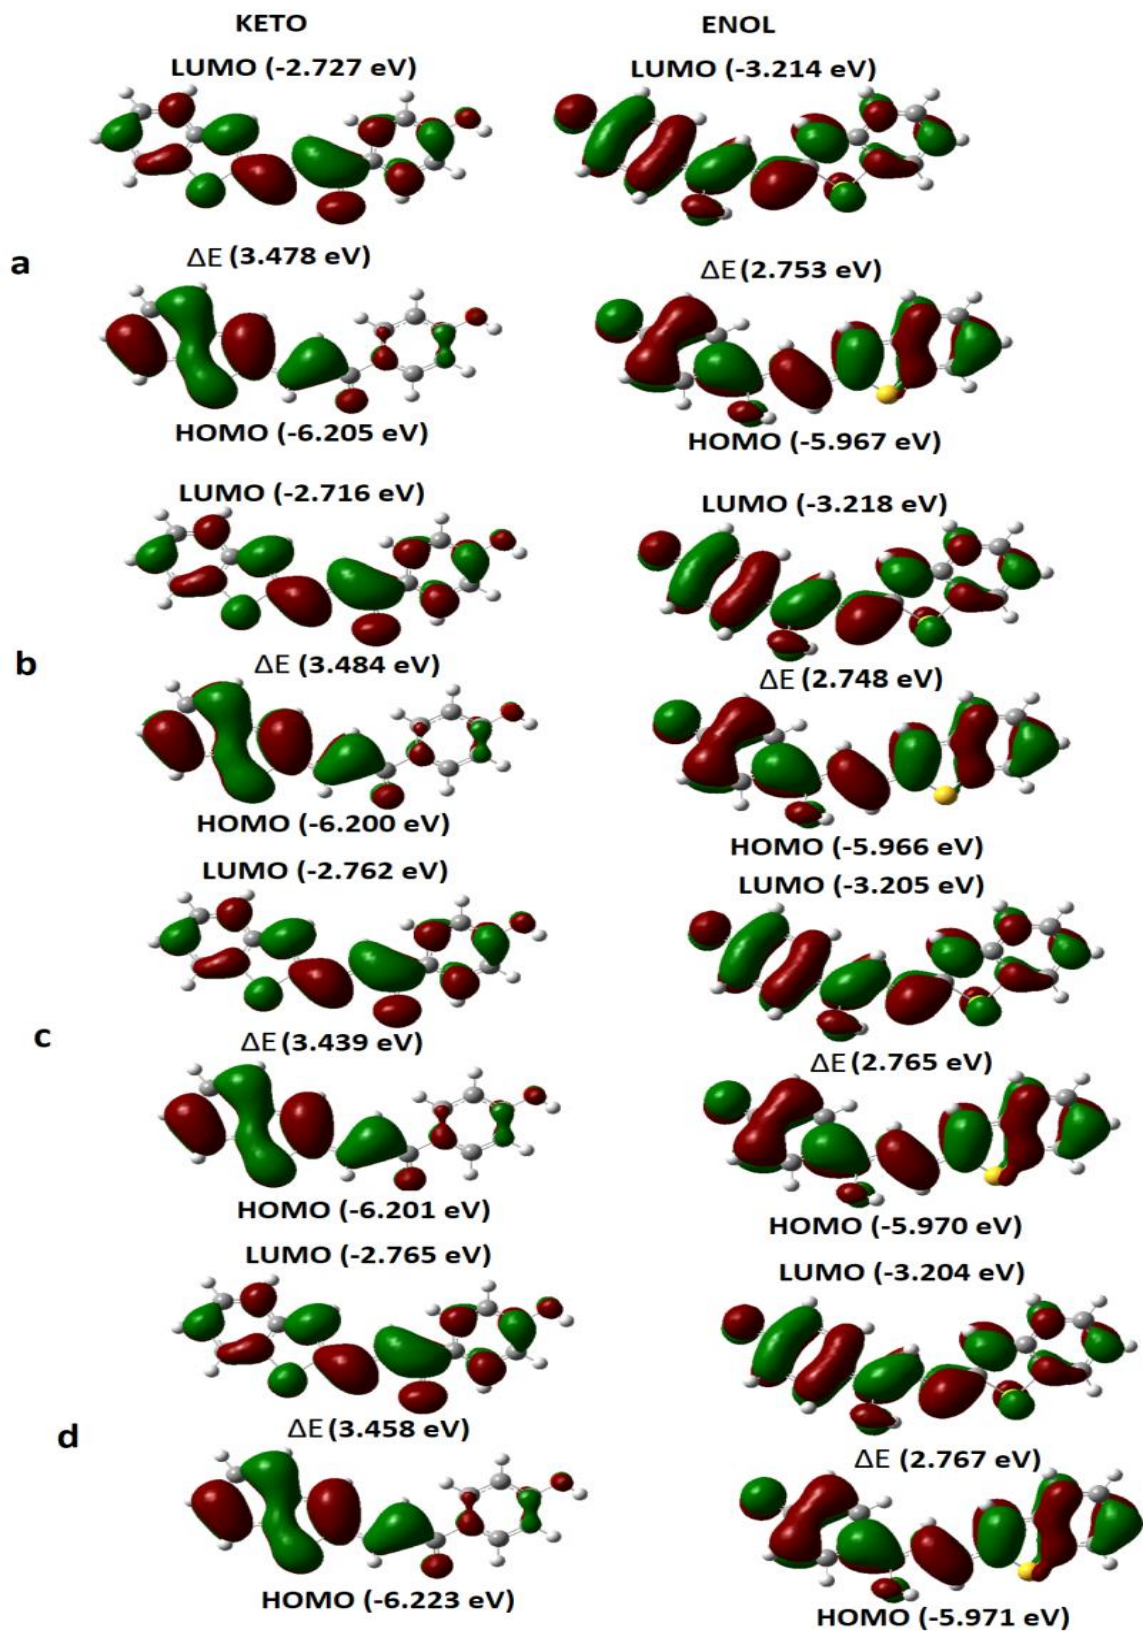 KETO
ENOL
LUMO (-2.727 eV)
LUMO (-3.214 eV)
a
ΔE (3.478 eV)
ΔE (2.753 eV)
HOMO (-6.205 eV)
HOMO (-5.967 eV)
LUMO (-2.716 eV)
LUMO (-3.218 eV)
b
ΔE (3.484 eV)
ΔE (2.748 eV)
HOMO (-6.200 eV)
HOMO (-5.966 eV)
LUMO (-2.762 eV)
LUMO (-3.205 eV)
c
ΔE (3.439 eV)
ΔE (2.765 eV)
HOMO (-6.201 eV)
HOMO (-5.970 eV)
LUMO (-2.765 eV)
LUMO (-3.204 eV)
d
ΔE (3.458 eV)
ΔE (2.767 eV)
HOMO (-6.223 eV)
HOMO (-5.971 eV)